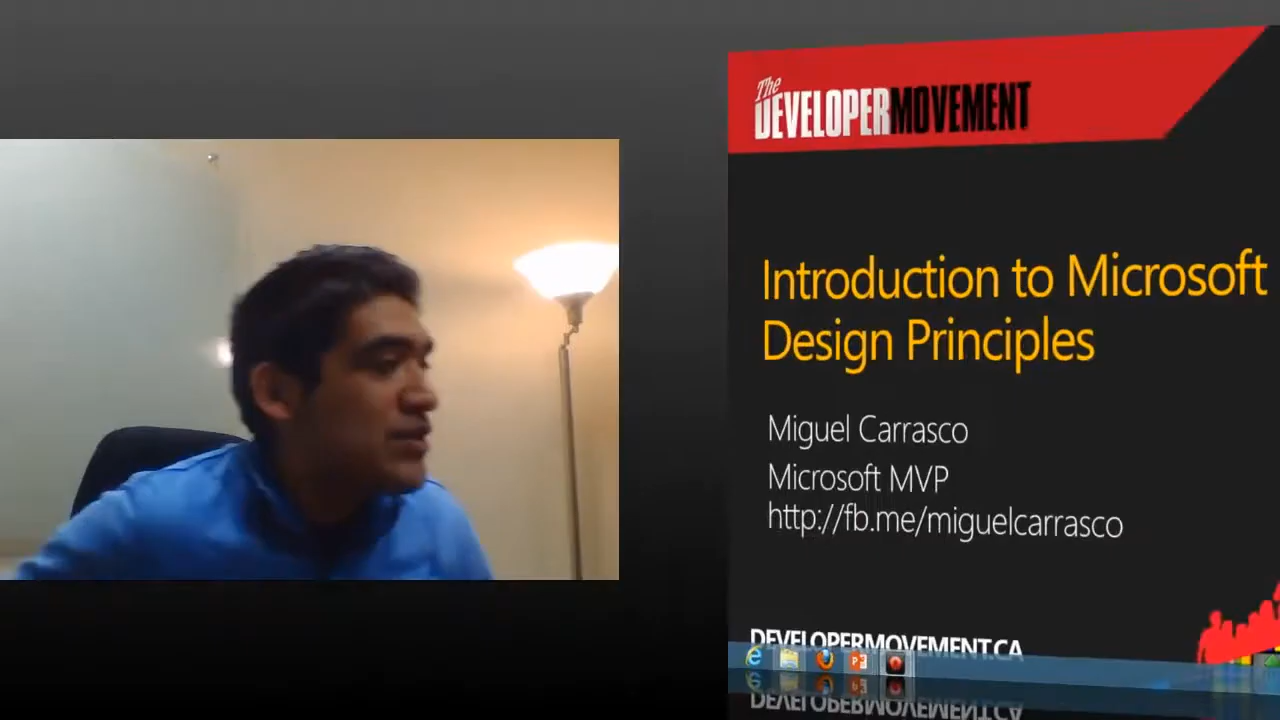 The
DEVELOPERMOVEMENT
Introduction to Microsoft
Design Principles
Miguel Carrasco
Microsoft MVP
http://fb.me/miguelcarrasco
DEVELOPERMOVEMENT.CA